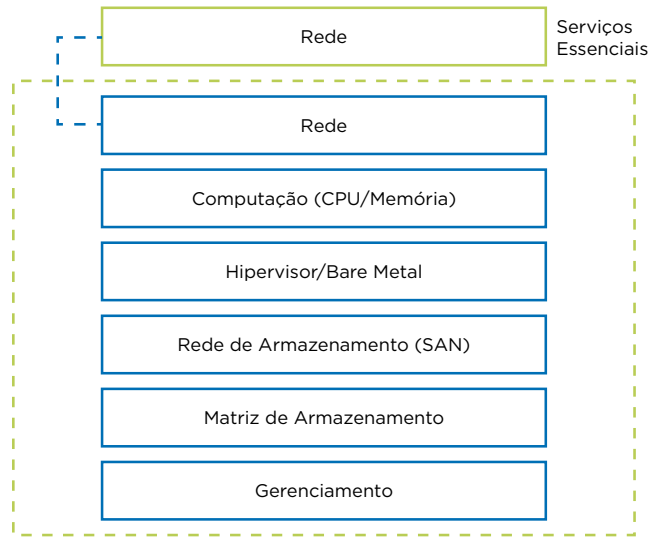 Rede
Serviços
Essenciais
Rede
Computação (CPU/Memória)
Hipervisor/Bare Metal
Rede de Armazenamento (SAN)
Matriz de Armazenamento
Gerenciamento